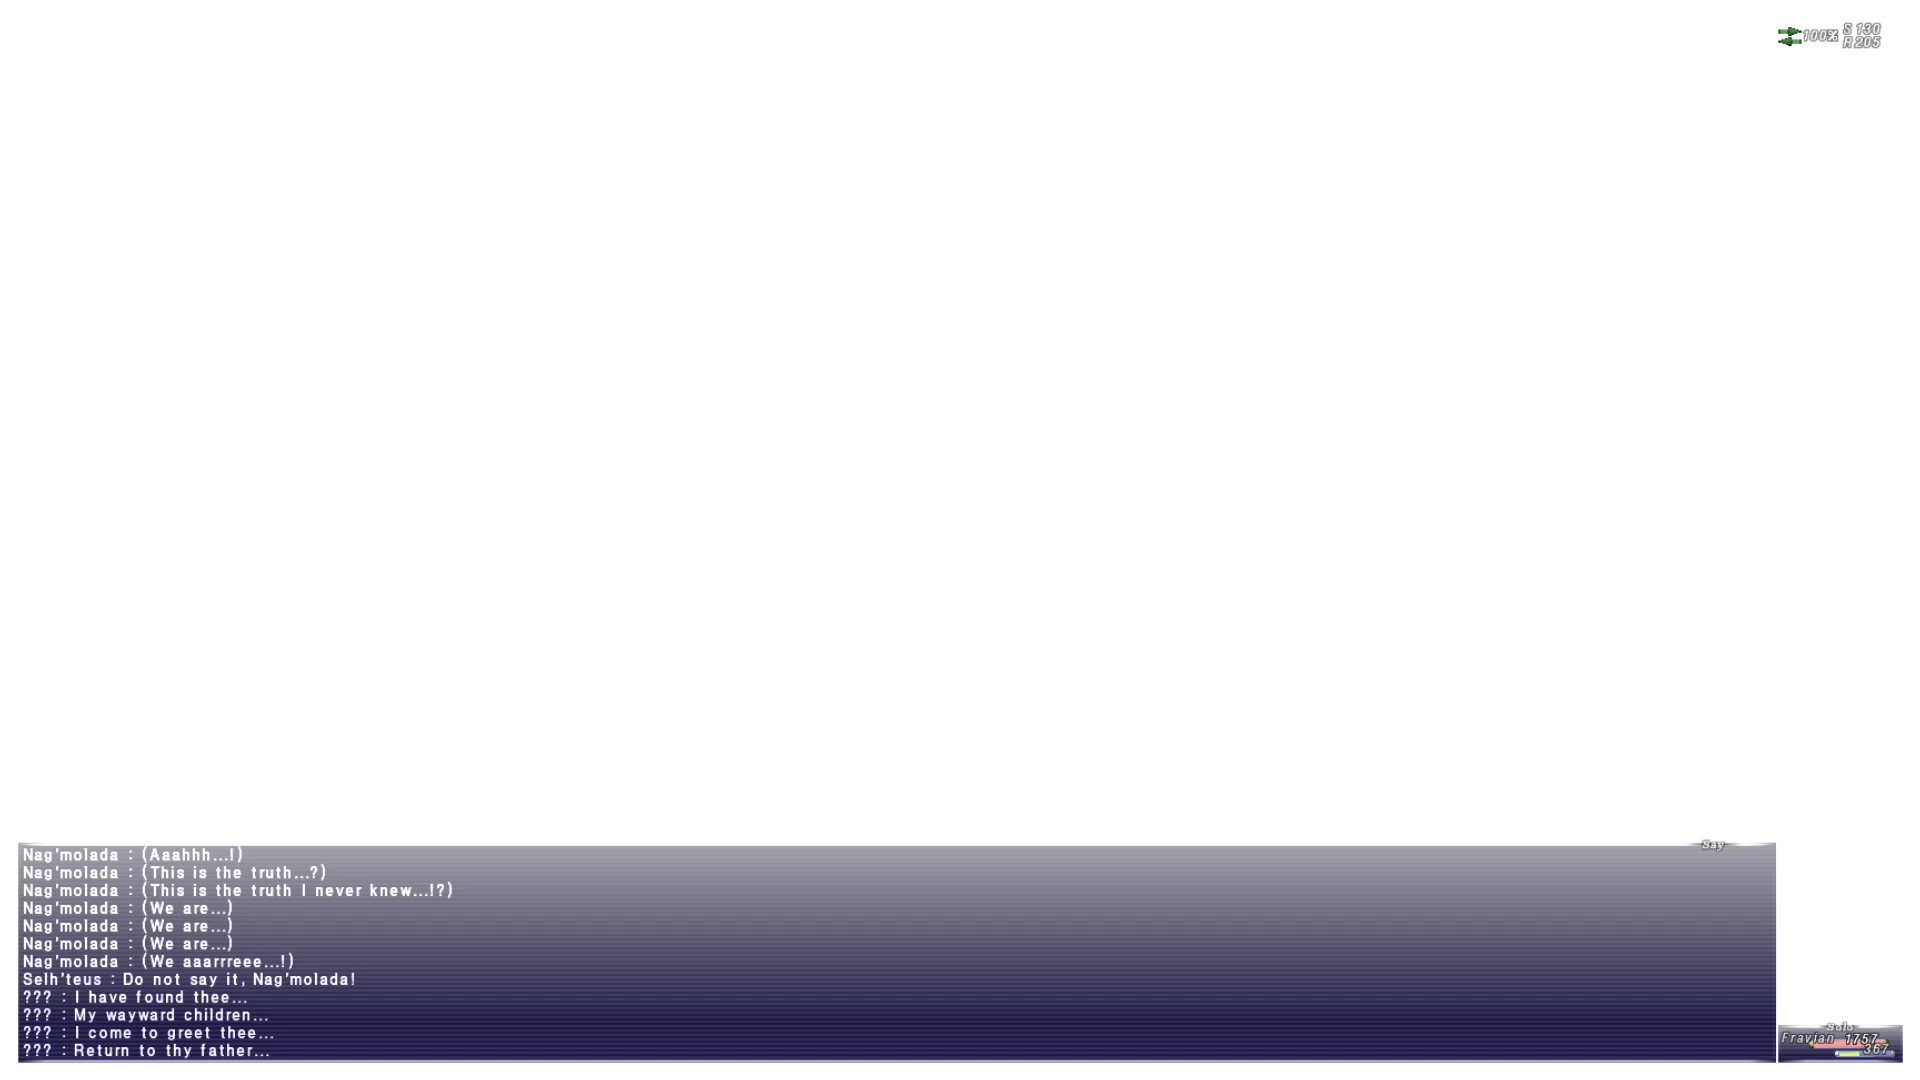 100% S 130
R 205
Say
Nag'molada : (Aaahhh...!)
Nag'molada : (This is the truth...?)
Nag'molada : (This is the truth I never knew...!?)
Nag'molada : (We are...)
Nag'molada : (We are...)
Nag'molada : (We are...)
Nag'molada : (We aaarrreee...!)
Selh'teus : Do not say it, Nag'molada!
??? : I have found thee...
??? : My wayward children...
??? : I come to greet thee...
??? : Return to thy father...
Solo
Fravian 1757
367